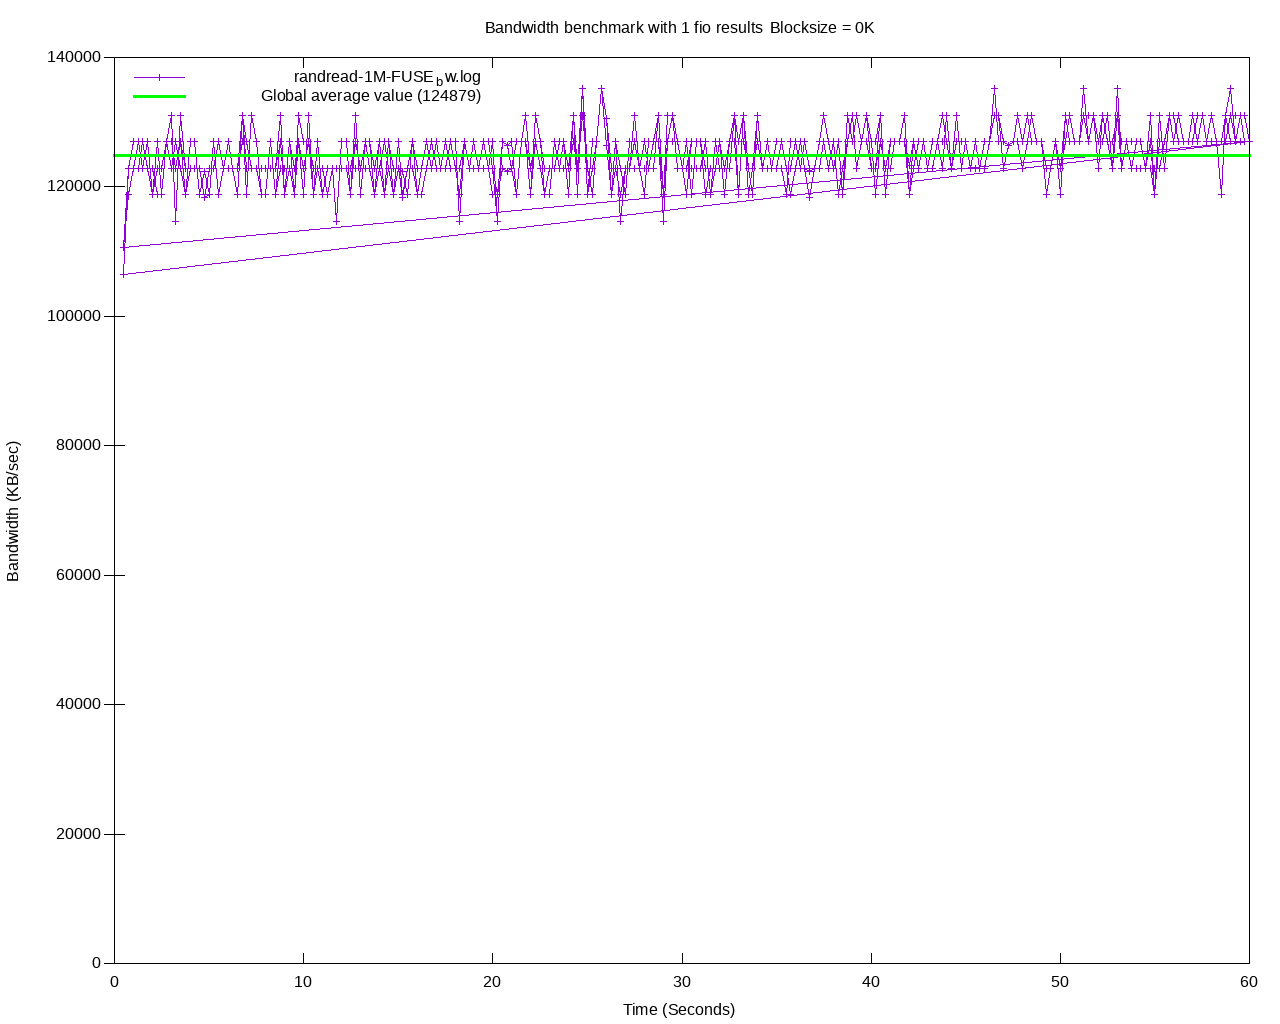 Bandwidth benchmark with 1 fio results Blocksize = 0K
140000
randread-1M-FUSE_bw.log
Global average value (124879)
120000
100000
80000
60000
40000
20000
0
Bandwidth (KB/sec)
0 10 20 30 40 50 60
Time (Seconds)